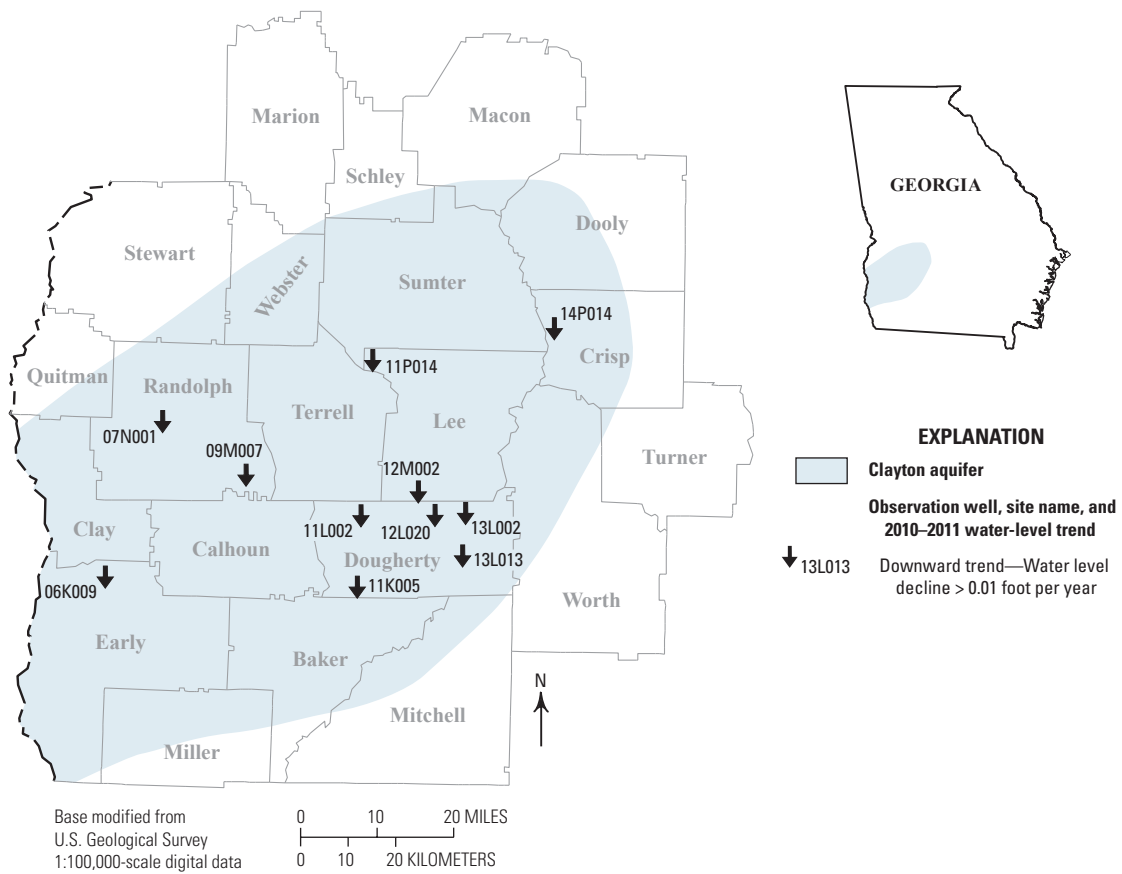 Marion
Macon
Schley
GEORGIA
Dooly
Stewart
Webster
Sumter
14P014
Crisp
11P014
Quitman
Randolph
Terrell
Lee
07N001
09M007
12M002
Turner
EXPLANATION
Clayton aquifer
Observation well, site name, and
2010–2011 water-level trend
13L013
Downward trend—Water level
decline > 0.01 foot per year
Clay
Calhoun
11L002
12L020
13L002
Dougherty
13L013
06K009
11K005
Worth
Early
Baker
N
Mitchell
Miller
Base modified from
U.S. Geological Survey
1:100,000-scale digital data
0 10 20 MILES
0 10 20 KILOMETERS